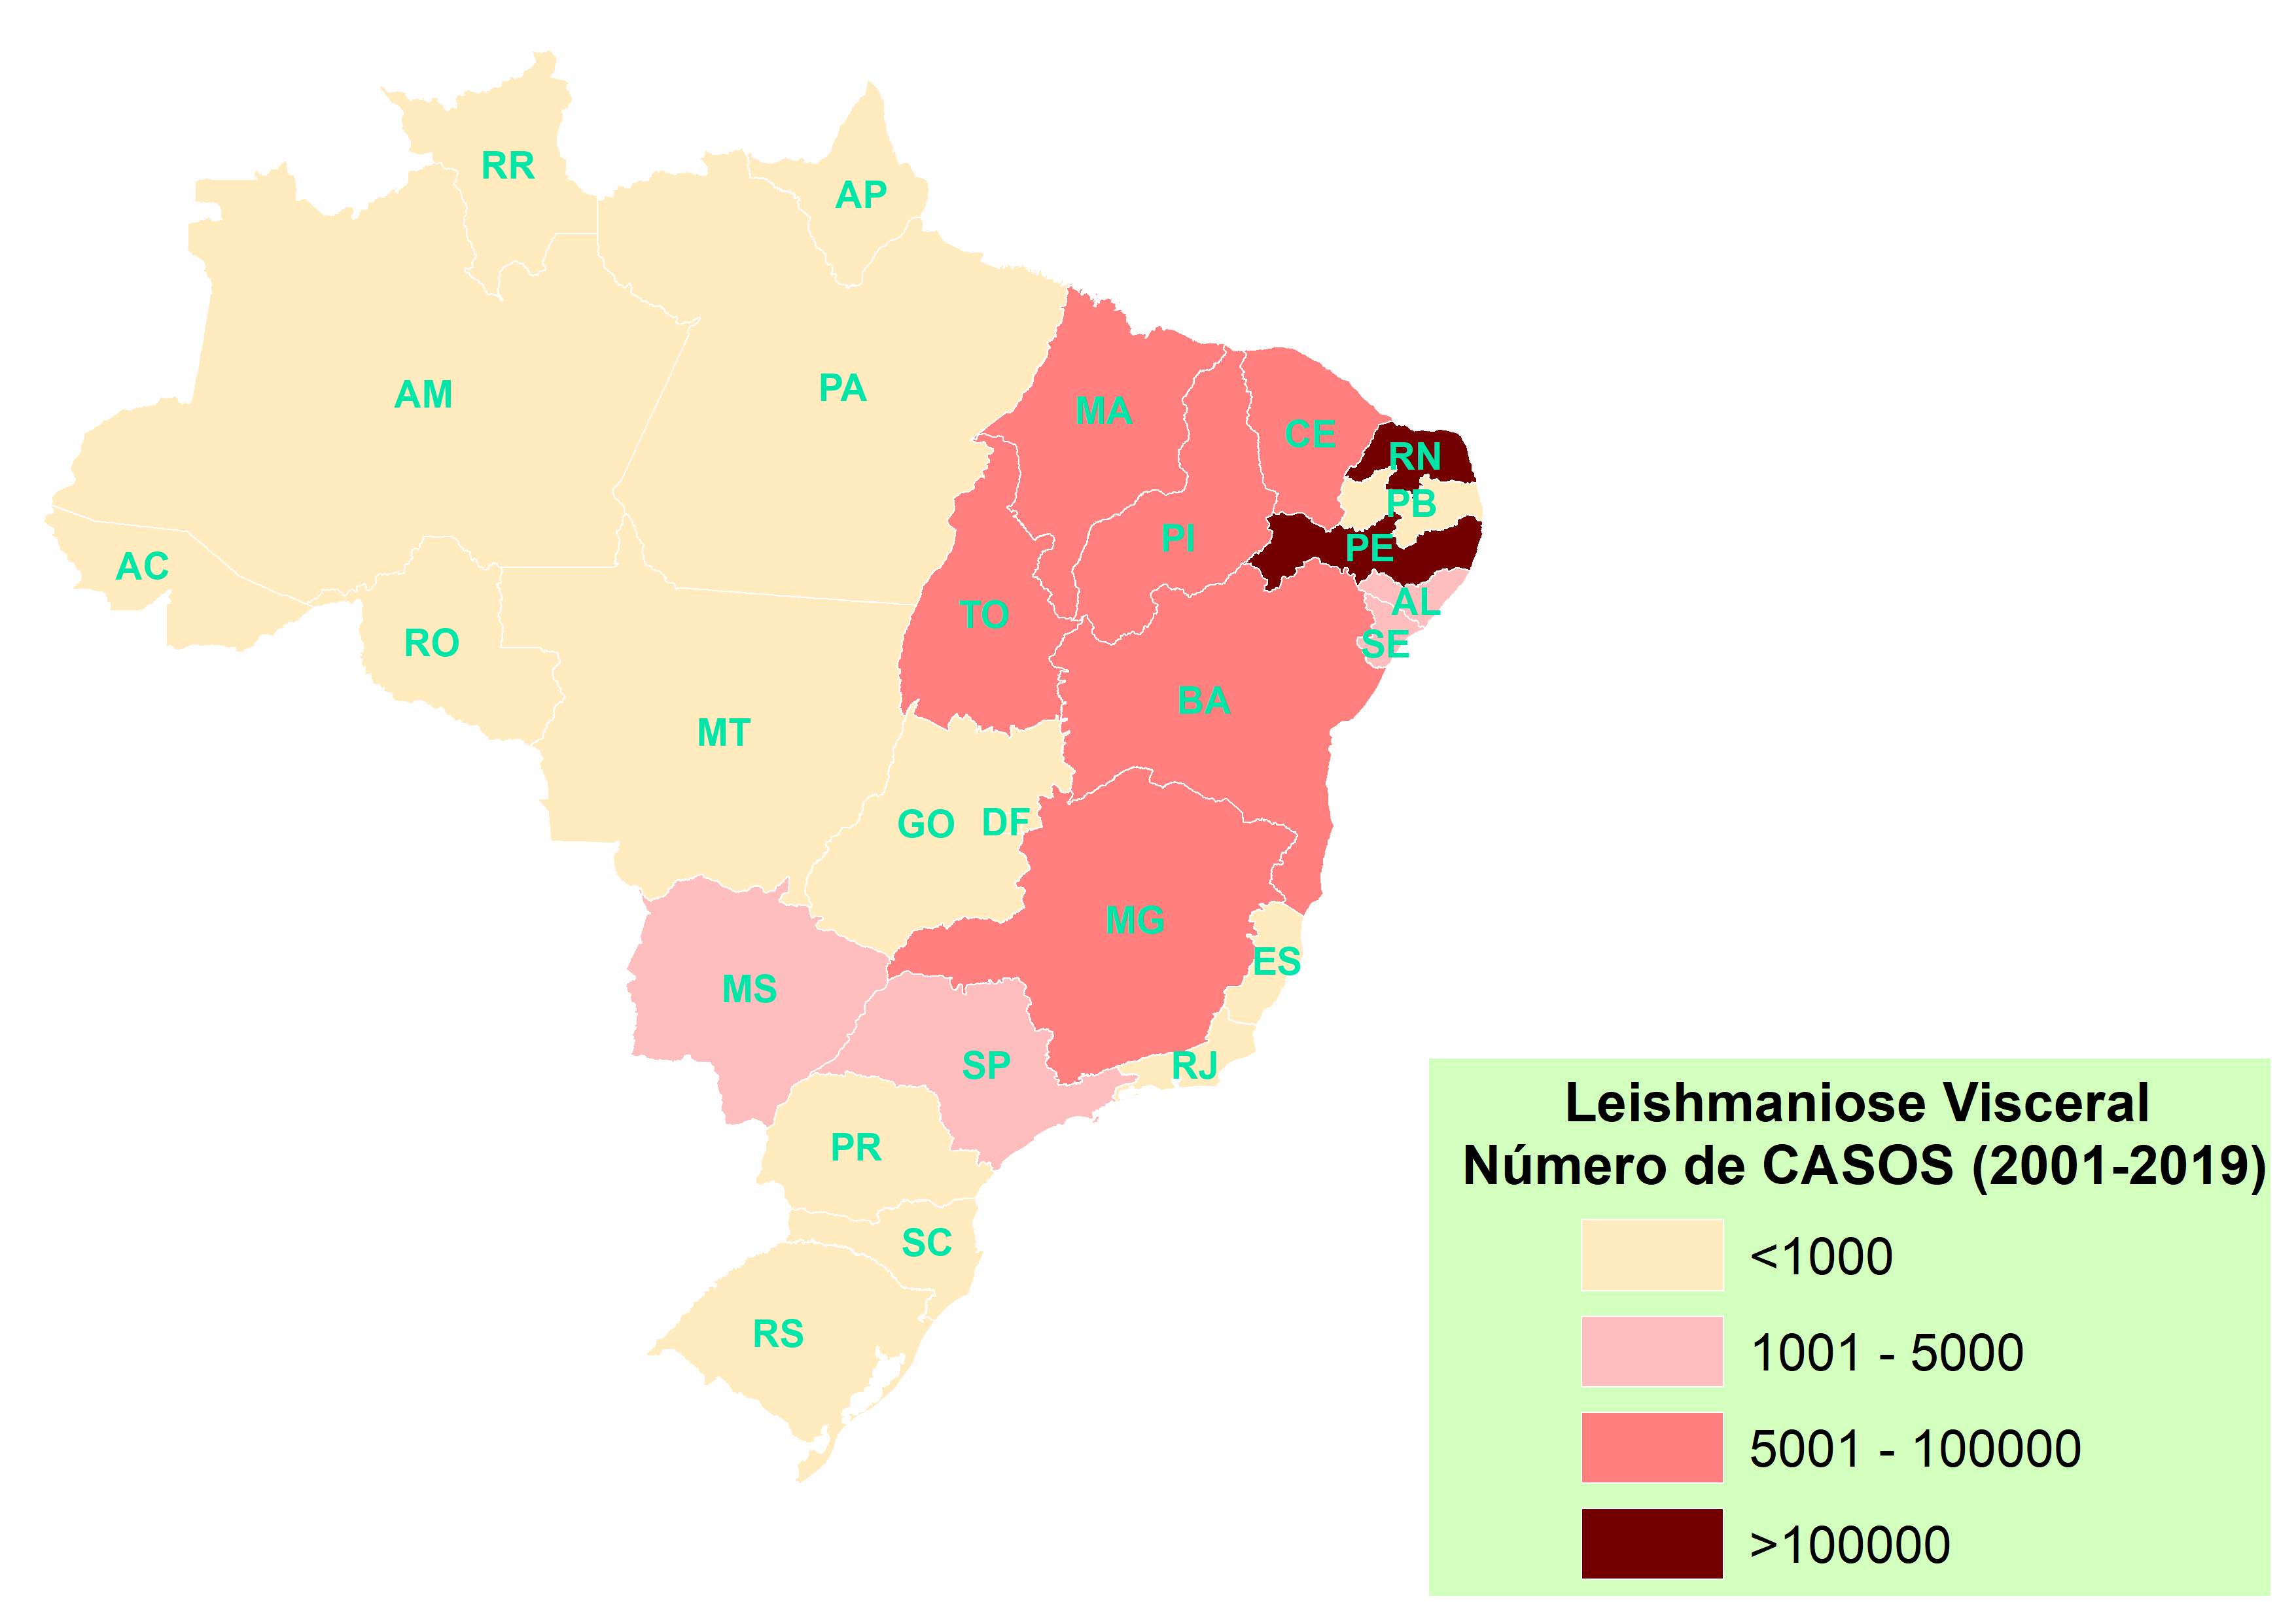 RR
AP
AM
PA
MA
CE
RN
PB
PI
PE
AC
AL
TO
RO
SE
BA
MT
GO
DF
MG
ES
MS
SP
RJ
PR
SC
RS
Leishmaniose Visceral
Número de CASOS (2001-2019)
<1000
1001 - 5000
5001 - 100000
>100000